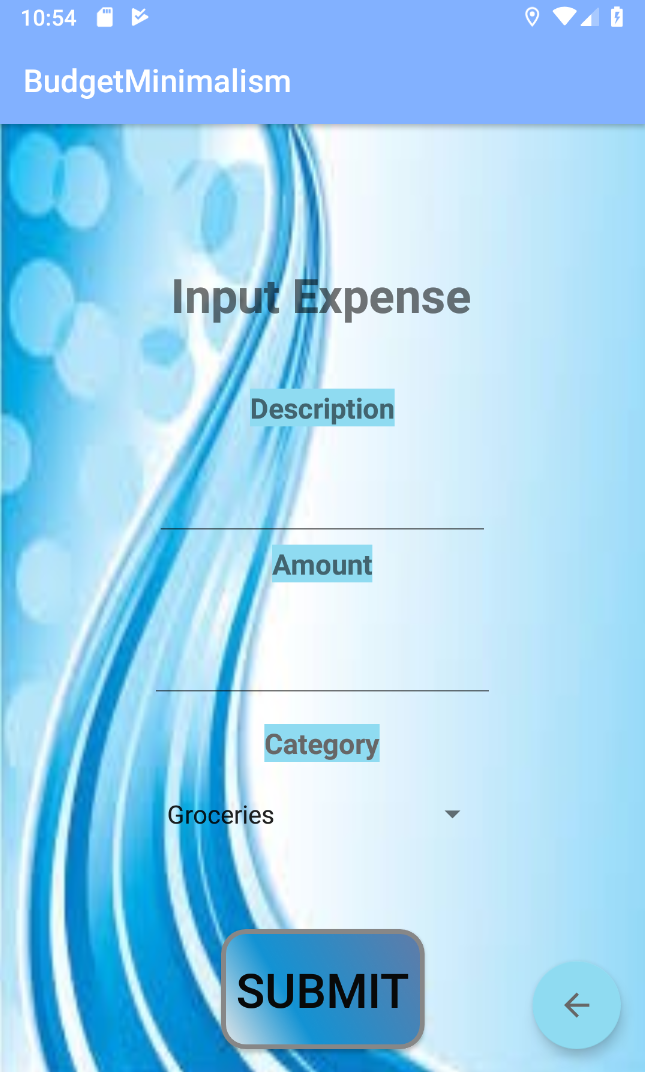 10:54
BudgetMinimalism
Input Expense
Description
Amount
Category
Groceries
SUBMIT